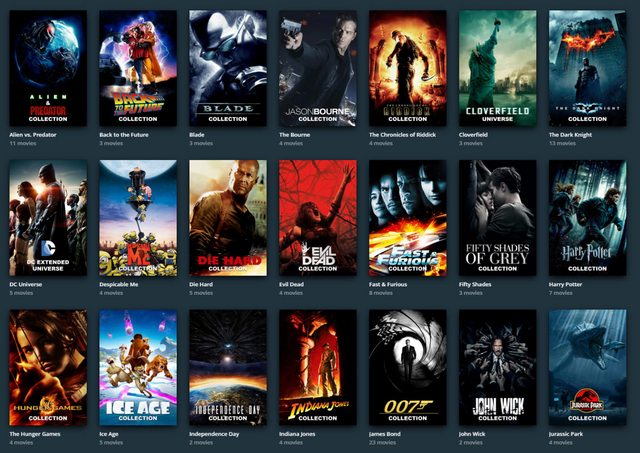 ALIEN
&
PREDATOR
COLLECTION
BACK TO THE FUTURE
COLLECTION
BLADE
COLLECTION
JASON BOURNE
COLLECTION
THE CHRONICLES OF
RIDDICK
COLLECTION
CLOVERFIELD
UNIVERSE
THE DARK KNIGHT
COLLECTION
Alien vs. Predator
Back to the Future
Blade
The Bourne
The Chronicles of Riddick
Cloverfield
The Dark Knight
11 movies
3 movies
3 movies
4 movies
4 movies
3 movies
13 movies
DC EXTENDED
UNIVERSE
DESPICABLE
ME
COLLECTION
DIE HARD
COLLECTION
EVIL
DEAD
COLLECTION
FAST &
FURIOUS
COLLECTION
FIFTY SHADES
OF GREY
COLLECTION
Harry Potter
COLLECTION
DC Universe
Despicable Me
Die Hard
Evil Dead
Fast & Furious
Fifty Shades
Harry Potter
5 movies
4 movies
5 movies
4 movies
8 movies
3 movies
7 movies
THE
HUNGER GAMES
COLLECTION
ICE AGE
COLLECTION
INDEPENDENCE DAY
COLLECTION
INDIANA JONES
COLLECTION
007
COLLECTION
JOHN WICK
COLLECTION
JURASSIC PARK
COLLECTION
The Hunger Games
Ice Age
Independence Day
Indiana Jones
James Bond
John Wick
Jurassic Park
4 movies
5 movies
2 movies
4 movies
23 movies
2 movies
4 movies